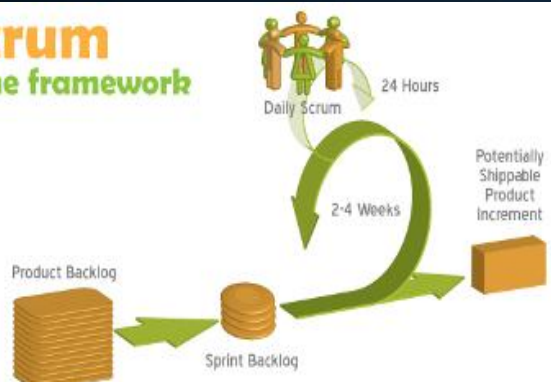 rum
e framework
Daily Scrum
24 Hours
2-4 Weeks
Potentially
Shippable
Product
Increment
Product Backlog
Sprint Backlog